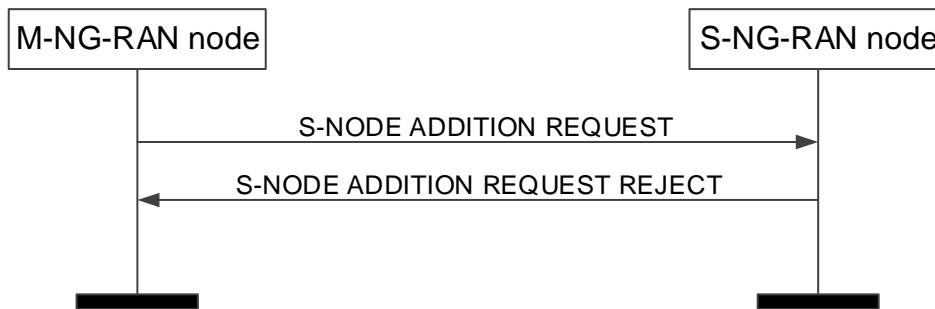 M-NG-RAN node
S-NG-RAN node
S-NODE ADDITION REQUEST
S-NODE ADDITION REQUEST REJECT